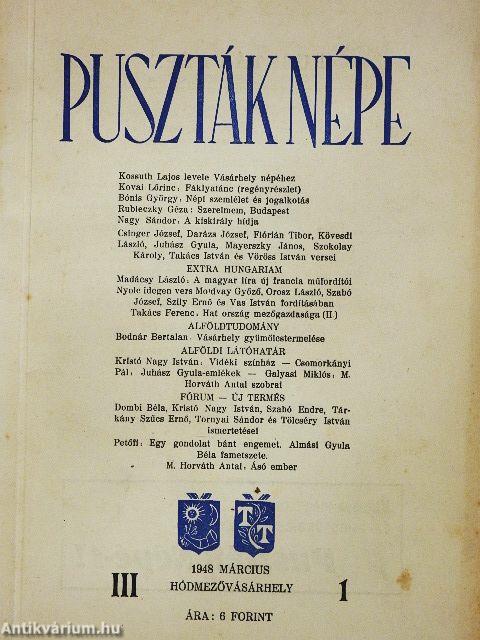 PUSZTÁK NÉPE
Kossuth Lajos levele Vásárhely népéhez
Kovai Lőrinc: Fáklyatánc (regényrészlet)
Bónis György: Népi szemlélet és jogalkotás
Rubleczky Géza: Szerelmem, Budapest
Nagy Sándor: A kiskirály hídja
Csinger József, Darázs József, Flórián Tibor, Kövesdi
László, Juhász Gyula, Mayerszky János, Szokolay
Károly, Takács István és Vörös István versei
EXTRA HUNGARIAM
Madácsy László: A magyar líra új francia műfordítói
Nyolc idegen vers Moldvay Győző, Orosz László, Szabó
József, Szily Ernő és Vas István fordításában
Takács Ferenc: Hat ország mezőgazdasága (II.)
ALFÖLDTUDOMÁNY
Bodnár Bertalan: Vásárhely gyümölcstermelése
ALFÖLDI LÁTÓHATÁR
Kristó Nagy István: Vidéki színház — Csomorkányi
Pál: Juhász Gyula-emlékek — Galyasi Miklós: M.
Horváth Antal szobrai
FÓRUM — ÚJ TERMÉS
Dombi Béla, Kristó Nagy István, Szabó Endre, Tár-
kány Szücs Ernő, Tornyai Sándor és Tölcséry István
ismertetései
Petőfi: Egy gondolat bánt engemet. Almási Gyula
Béla fametszete.
M. Horváth Antal: Ásó ember
T T
1948 MÁRCIUS
III HÓDMEZŐVÁSÁRHELY 1
ÁRA: 6 FORINT
Antikvárium.hu